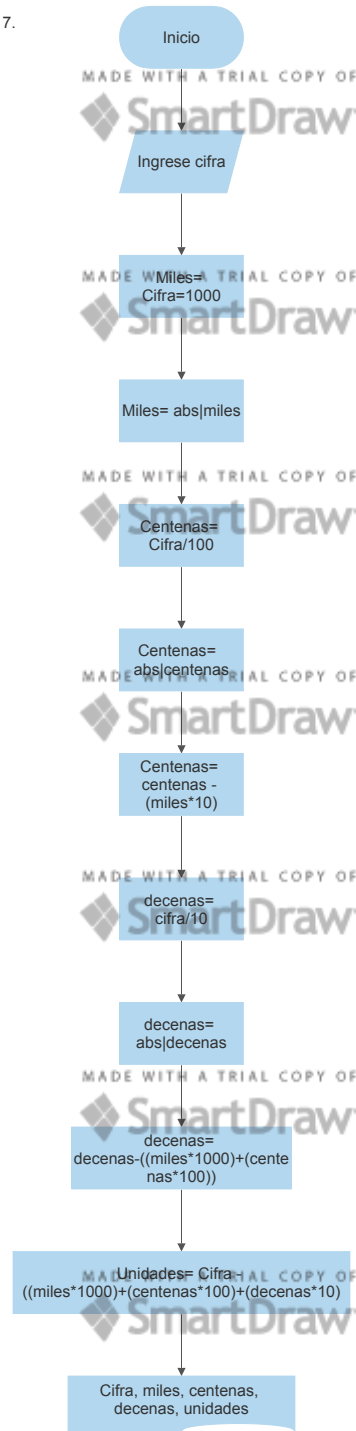 7.
Inicio
MADE WITH A TRIAL COPY OF
SmartDraw
Ingrese cifra
MADE WITH A TRIAL COPY OF
Miles=
Cifra=1000
SmartDraw
Miles= abs|miles
MADE WITH A TRIAL COPY OF
SmartDraw
Centenas=
Cifra/100
Centenas=
abs|centenas
MADE WITH A TRIAL COPY OF
SmartDraw
Centenas=
centenas -
(miles*10)
MADE WITH A TRIAL COPY OF
SmartDraw
decenas=
cifra/10
decenas=
abs|decenas
MADE WITH A TRIAL COPY OF
SmartDraw
decenas=
decenas-((miles*1000)+(cente
nas*100))
MADE WITH A TRIAL COPY OF
Unidades= Cifra -
((miles*1000)+(centenas*100)+(decenas*10)
SmartDraw
Cifra, miles, centenas,
decenas, unidades